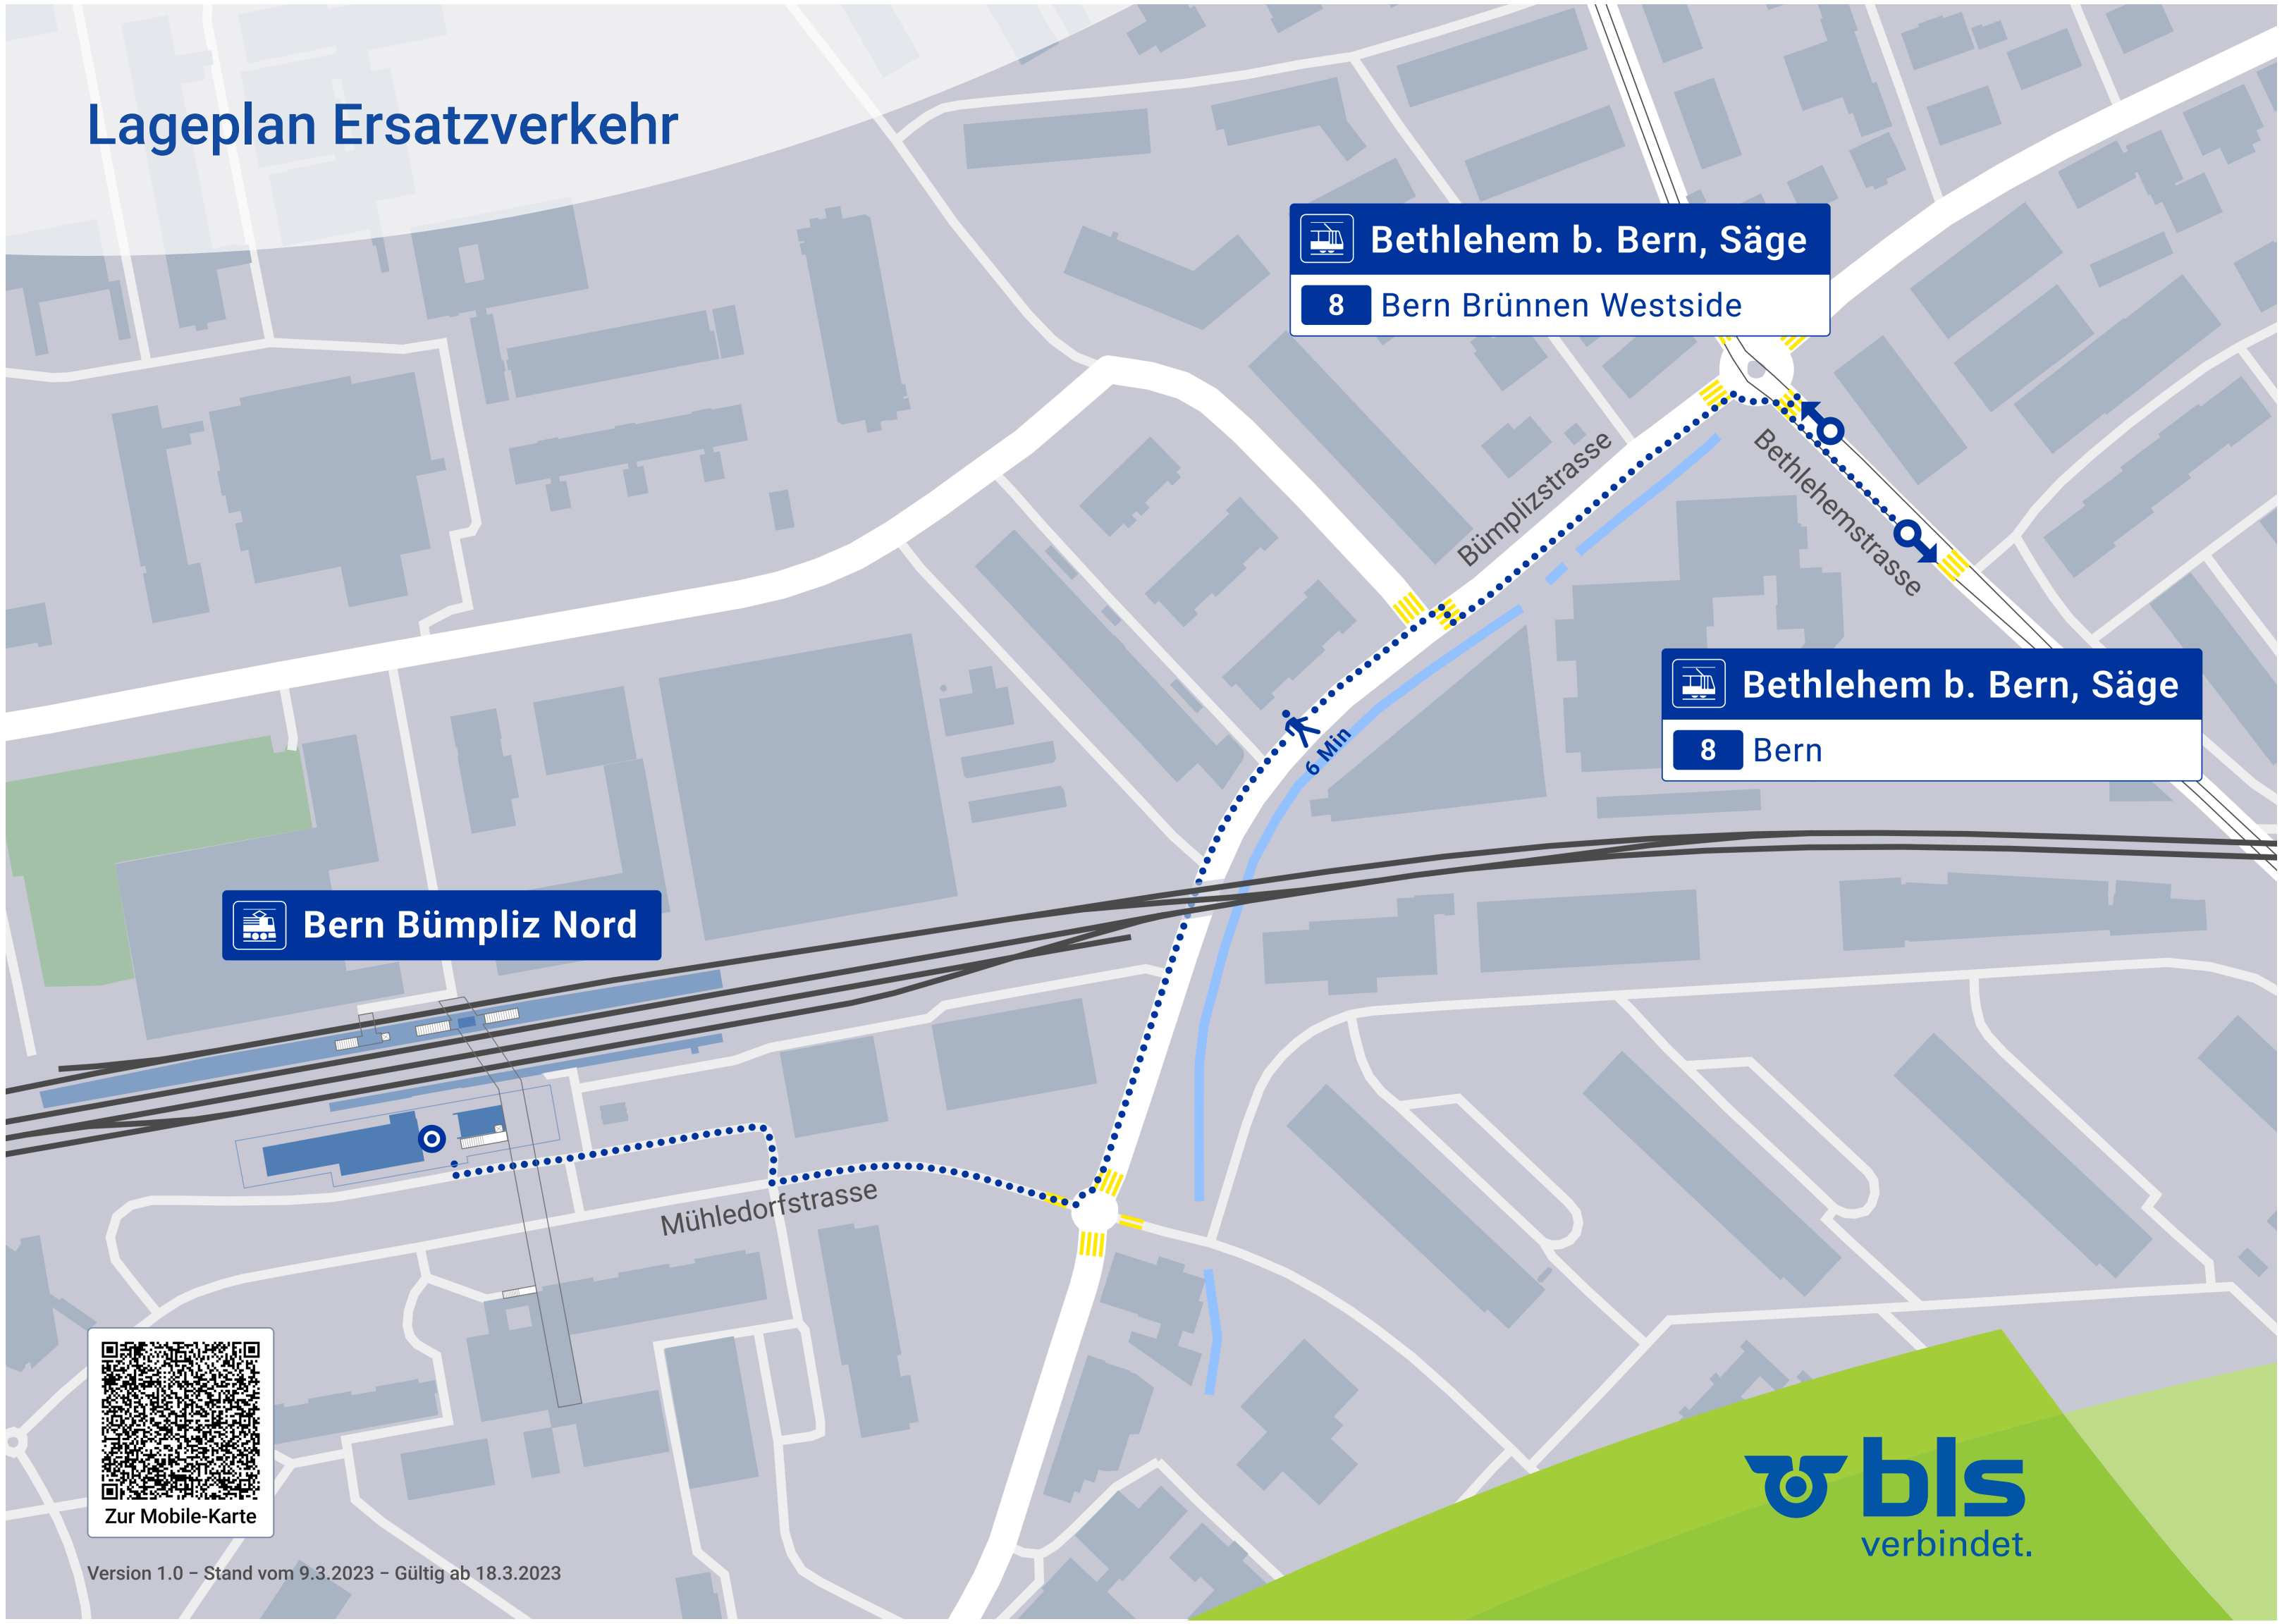 Lageplan Ersatzverkehr
Bethlehem b. Bern, Säge
8 Bern Brünnen Westside
Bümplizstrasse
Bethlehemstrasse
Bethlehem b. Bern, Säge
8 Bern
6 Min
Bern Bümpliz Nord
Mühledorfstrasse
Zur Mobile-Karte
Version 1.0 – Stand vom 9.3.2023 – Gültig ab 18.3.2023
bls
verbindet.